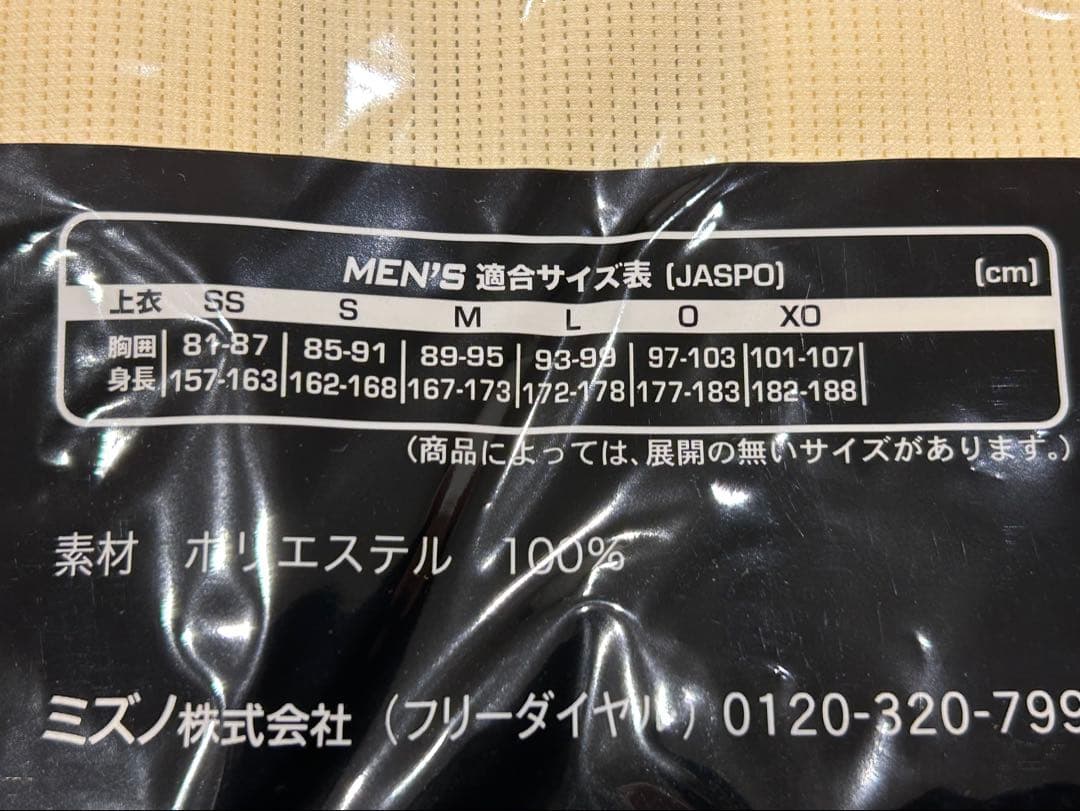 MEN'S 適合サイズ表 (JASPO) (cm)
上衣 SS S M L O XO
胸囲 81-87 85-91 89-95 93-99 97-103 101-107
身長 157-163 162-168 167-173 172-178 177-183 182-188
(商品によっては、展開の無いサイズがあります。)
素材 ポリエステル 100%
ミズノ株式会社 (フリーダイヤル) 0120-320-799